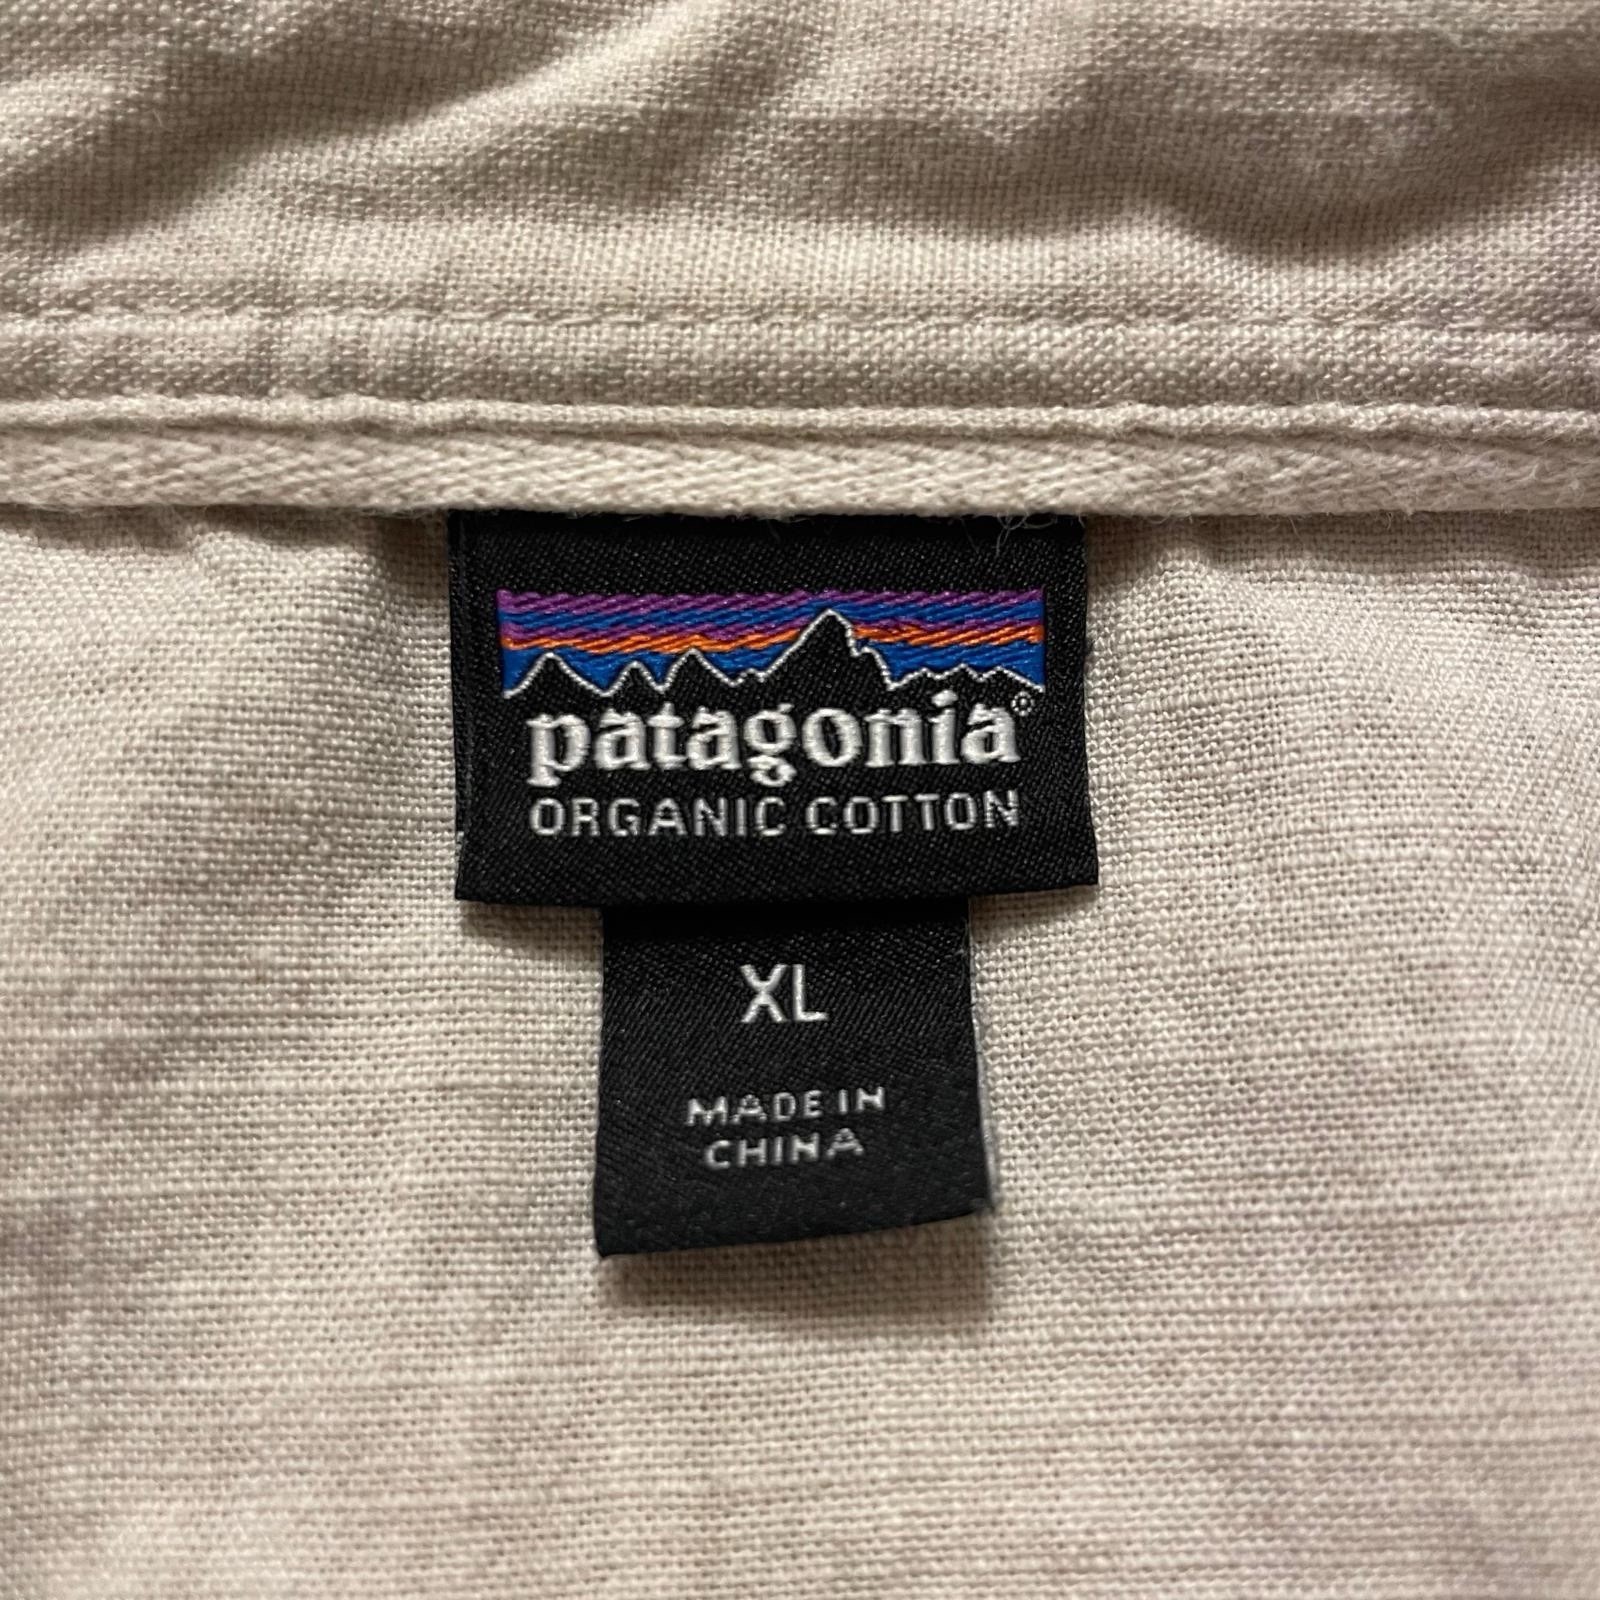 patagonia®
ORGANIC COTTON
XL
MADE IN
CHINA